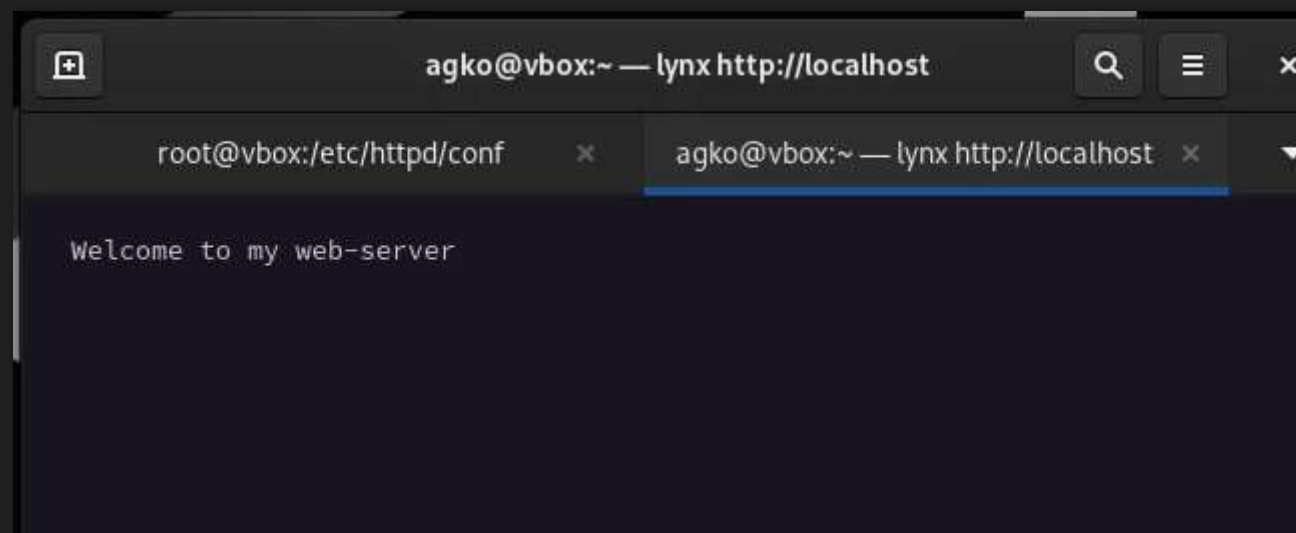 agko@vbox:~ — lynx http://localhost
root@vbox:/etc/httpd/conf
agko@vbox:~ — lynx http://localhost
Welcome to my web-server